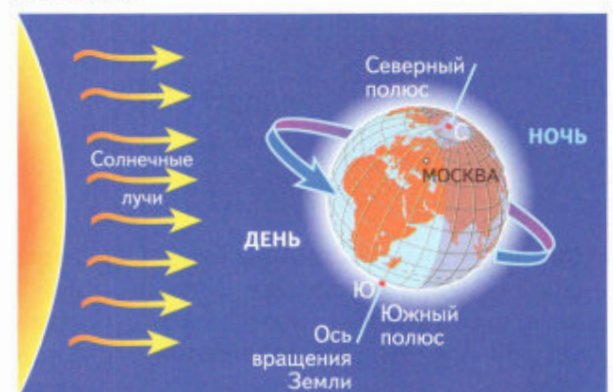 Северный
полюс
С
НОЧЬ
Солнечные
лучи
МОСКВА
ДЕНЬ
Ю
Южный
полюс
Ось
вращения
Земли